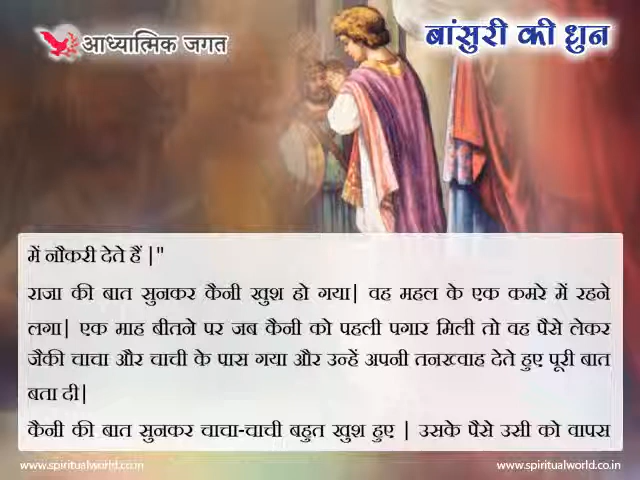 आध्यात्मिक जगत
बांसुरी की धुन
में नौकरी देते हैं |"
राजा की बात सुनकर कैनी खुश हो गया| वह महल के एक कमरे में रहने
लगा| एक माह बीतने पर जब कैनी को पहली पगार मिली तो वह पैसे लेकर
जैकी चाचा और चाची के पास गया और उन्हें अपनी तनख्वाह देते हुए पूरी बात
बता दी|
कैनी की बात सुनकर चाचा-चाची बहुत खुश हुए | उसके पैसे उसी को वापस
www.spiritualworld.co.in
www.spiritualworld.co.in